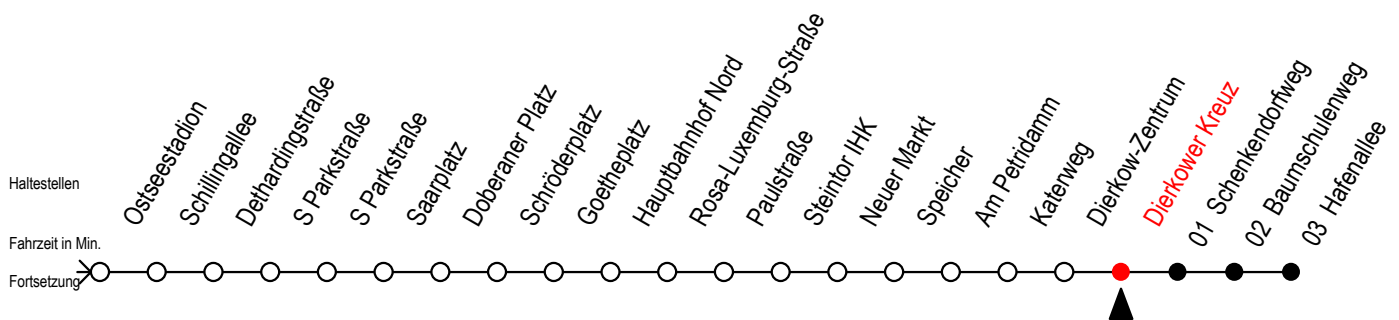 Haltestellen
Fahrzeit in Min.
Fortsetzung
Ostseestadion
Schillingallee
Dethardingstraße
S Parkstraße
S Parkstraße
Saarplatz
Doberaner Platz
Schröderplatz
Goetheplatz
Hauptbahnhof Nord
Rosa-Luxemburg-Straße
Paulstraße
Steintor IHK
Neuer Markt
Speicher
Am Petridamm
Katerweg
Dierkow-Zentrum
Dierkower Kreuz
01 Schenkendorfweg
02 Baumschulenweg
03 Hafenallee